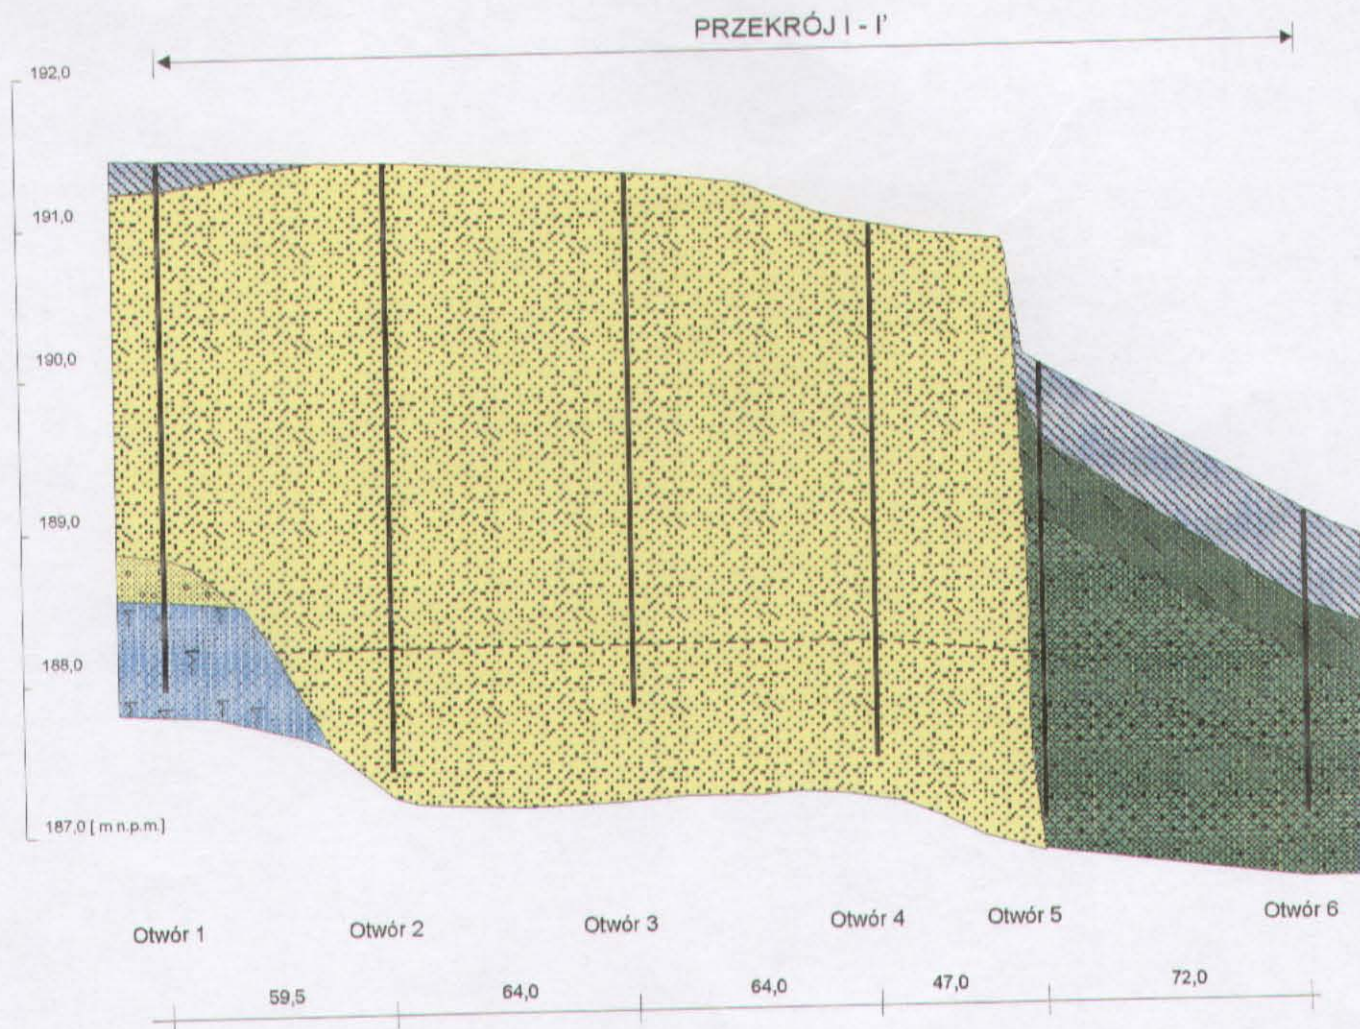 PRZEKRÓJ I - I'
192,0
191,0
190,0
189,0
188,0
187,0 [ m n.p.m.]
Otwór 1 Otwór 2 Otwór 3 Otwór 4 Otwór 5 Otwór 6
59,5 64,0 64,0 47,0 72,0